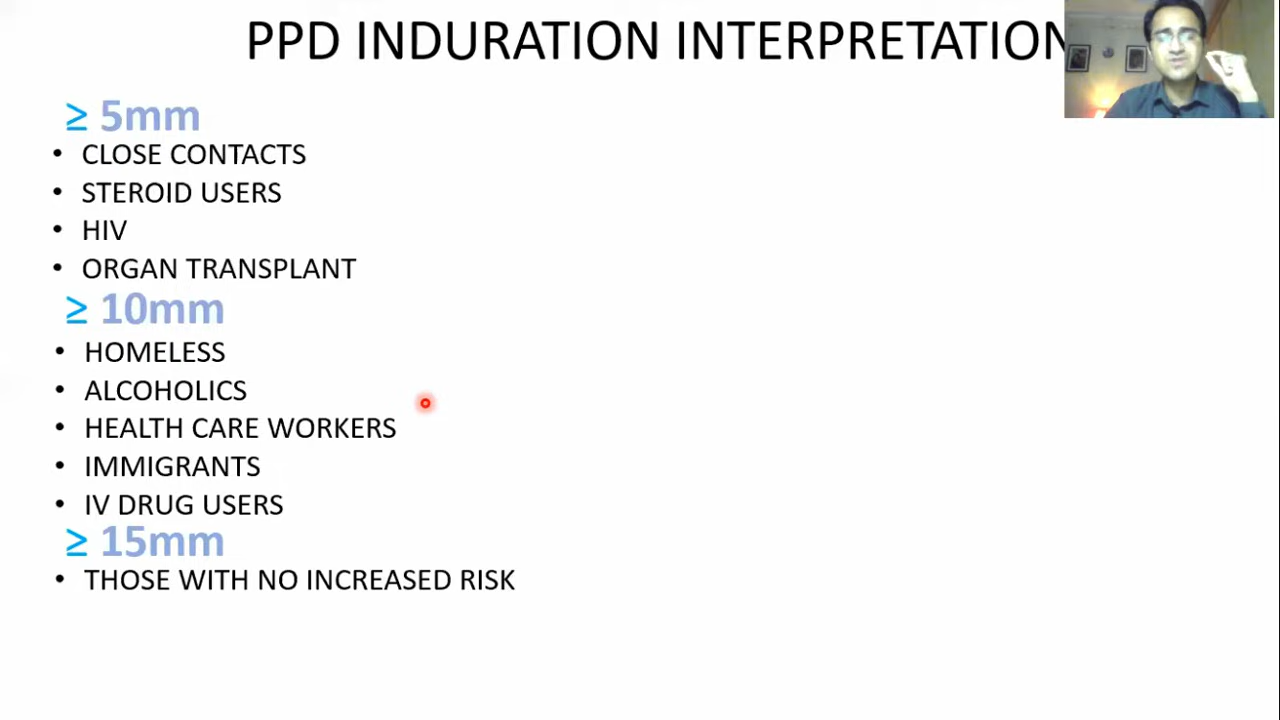 PPD INDURATION INTERPRETATION
≥ 5mm
• CLOSE CONTACTS
• STEROID USERS
• HIV
• ORGAN TRANSPLANT
≥ 10mm
• HOMELESS
• ALCOHOLICS
• HEALTH CARE WORKERS
• IMMIGRANTS
• IV DRUG USERS
≥ 15mm
• THOSE WITH NO INCREASED RISK